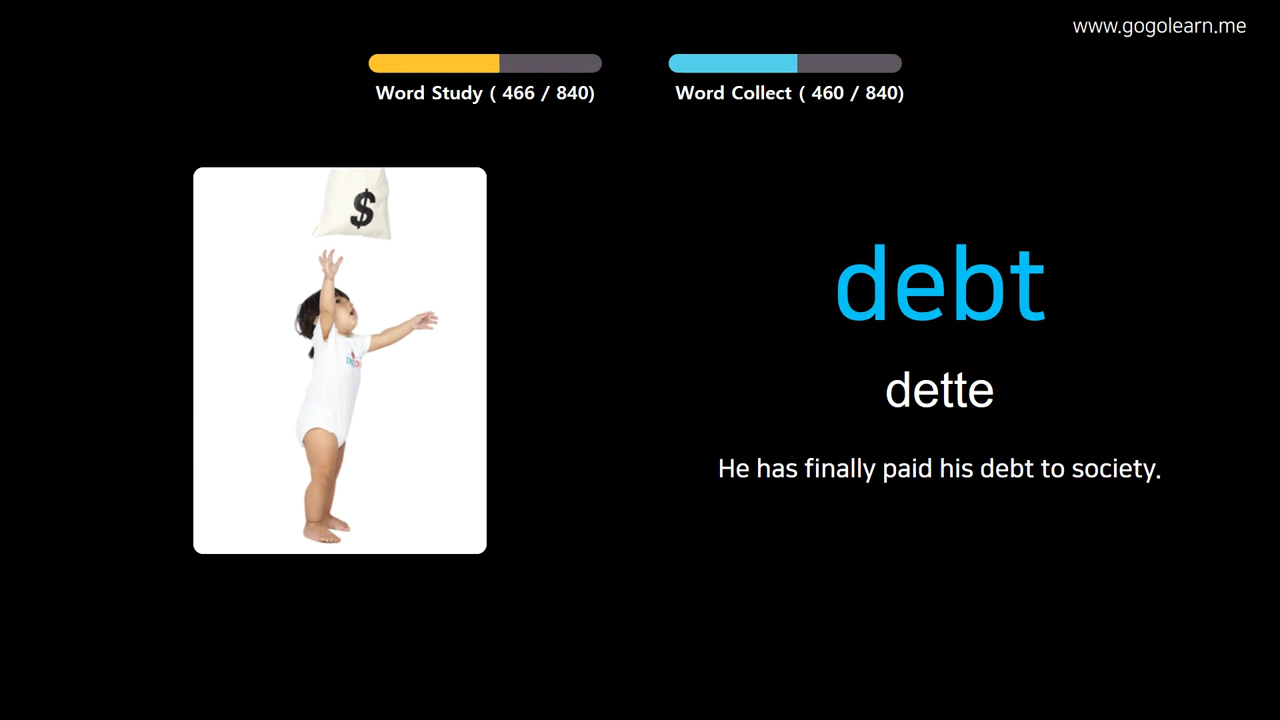 www.gogolearn.me
Word Study ( 466 / 840)
Word Collect ( 460 / 840)
$
debt
dette
He has finally paid his debt to society.